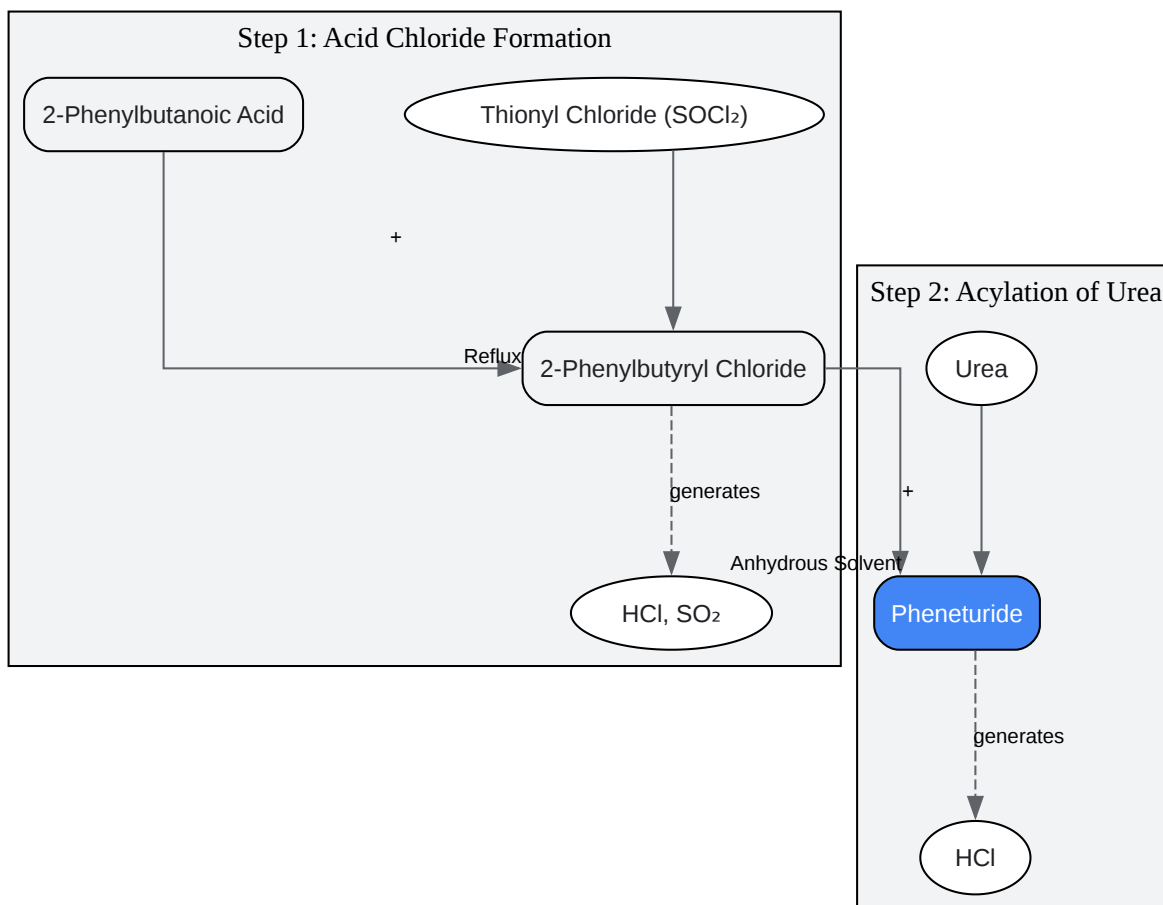 Step 1: Acid Chloride Formation
2-Phenylbutanoic Acid
Thionyl Chloride (SOCl₂)
+
Reflux
2-Phenylbutyryl Chloride
generates
HCl, SO₂
Step 2: Acylation of Urea
Urea
+
Anhydrous Solvent
Pheneturide
generates
HCl